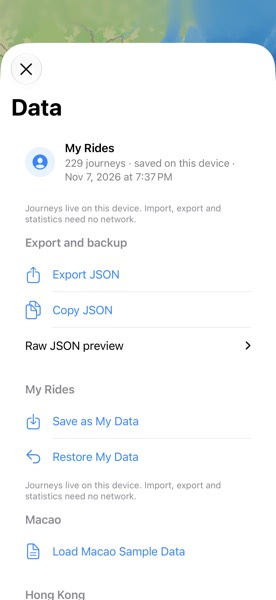 Data
My Rides
229 journeys · saved on this device ·
Nov 7, 2026 at 7:37 PM
Journeys live on this device. Import, export and
statistics need no network.
Export and backup
Export JSON
Copy JSON
Raw JSON preview
My Rides
Save as My Data
Restore My Data
Journeys live on this device. Import, export and
statistics need no network.
Macao
Load Macao Sample Data
Hong Kong